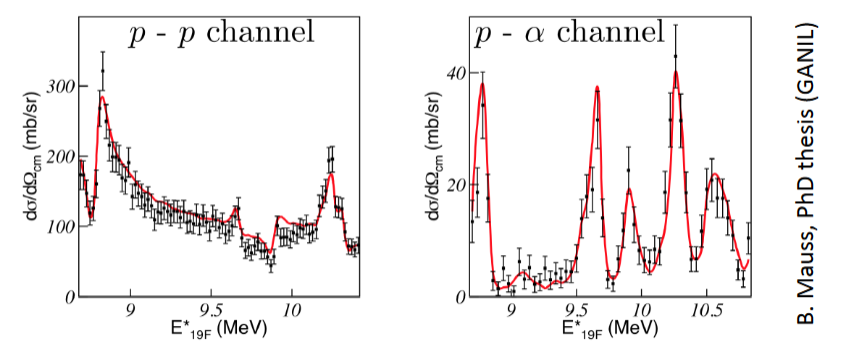 p - p channel
dσ/dΩcm (mb/sr)
300
200
100
0
9
9.5
10
E*19F (MeV)
p - α channel
dσ/dΩcm (mb/sr)
40
20
0
9
9.5
10
10.5
E*19F (MeV)
B. Mauss, PhD thesis (GANIL)